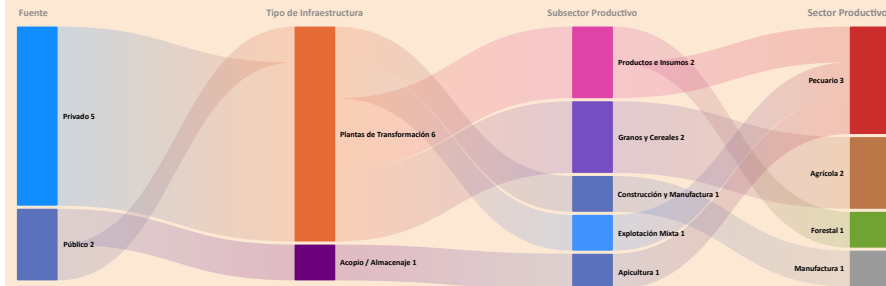 Fuente
Tipo de Infraestructura
Subsector Productivo
Sector Productivo
Privado 5
Público 2
Plantas de Transformación 6
Acopio / Almacenaje 1
Productos e Insumos 2
Granos y Cereales 2
Construcción y Manufactura 1
Explotación Mixta 1
Apicultura 1
Pecuario 3
Agrícola 2
Forestal 1
Manufactura 1